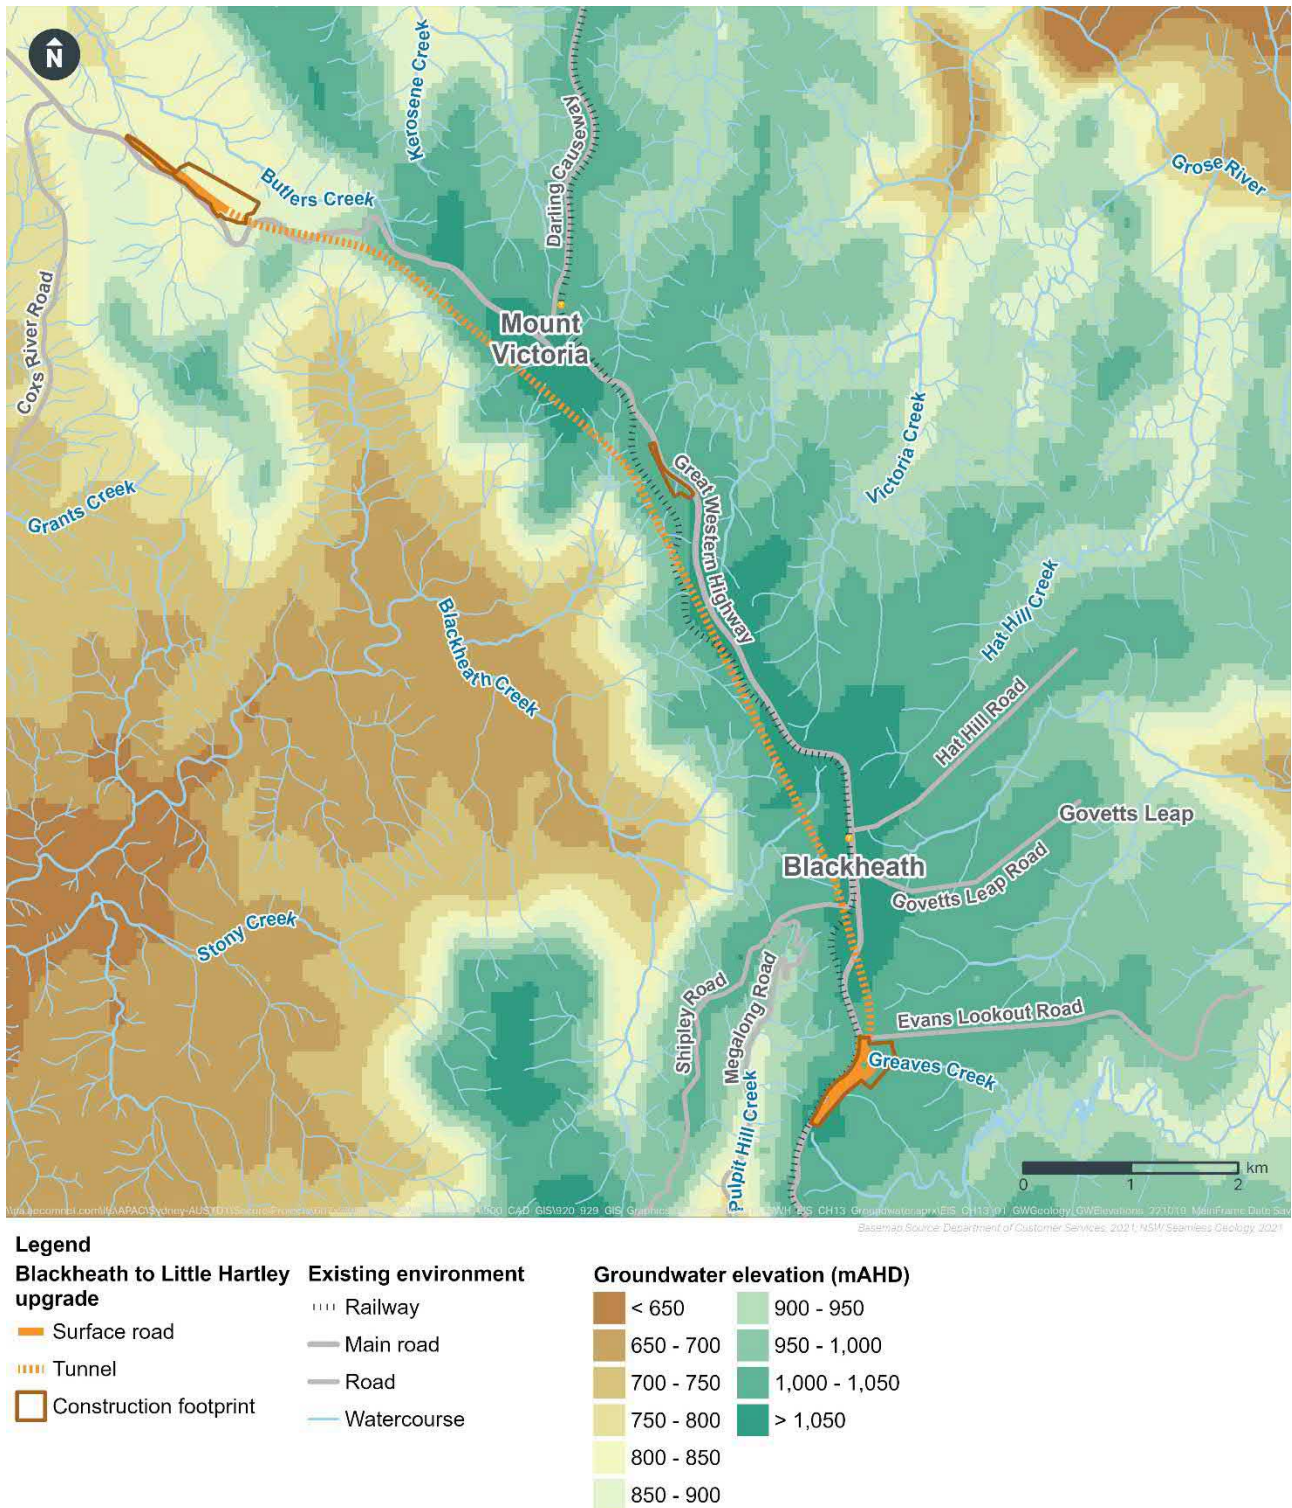 N
Kerosene Creek
Darling Causeway
Grose River
Butlers Creek
Coxs River Road
Mount
Victoria
Victoria Creek
Great Western Highway
Grants Creek
Hat Hill Creek
Blackheath Creek
Hat Hill Road
Govetts Leap
Blackheath
Govetts Leap Road
Stony Creek
Shipley Road
Megalong Road
Evans Lookout Road
Greaves Creek
Pulpit Hill Creek
km
0 1 2
Basemap Source: Department of Customer Services, 2021; NSW Seamless Geology, 2021
Legend
Blackheath to Little Hartley
upgrade
Surface road
Tunnel
Construction footprint
Existing environment
Railway
Main road
Road
Watercourse
Groundwater elevation (mAHD)
< 650
650 - 700
700 - 750
750 - 800
800 - 850
850 - 900
900 - 950
950 - 1,000
1,000 - 1,050
> 1,050